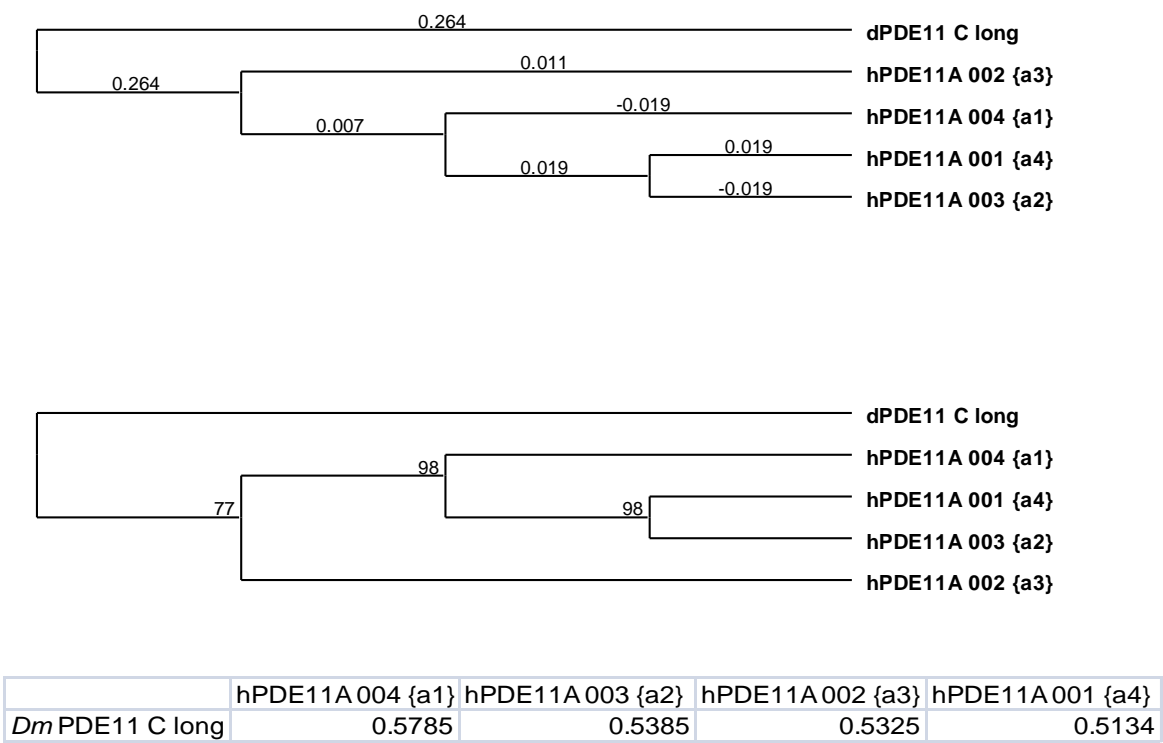 0.264
dPDE11 C long
0.011
hPDE11A 002 {a3}
0.264
-0.019
hPDE11A 004 {a1}
0.007
0.019
hPDE11A 001 {a4}
0.019
-0.019
hPDE11A 003 {a2}
dPDE11 C long
98
hPDE11A 004 {a1}
77
98
hPDE11A 001 {a4}
hPDE11A 003 {a2}
hPDE11A 002 {a3}
hPDE11A 004 {a1} hPDE11A 003 {a2} hPDE11A 002 {a3} hPDE11A 001 {a4}
Dm PDE11 C long 0.5785 0.5385 0.5325 0.5134